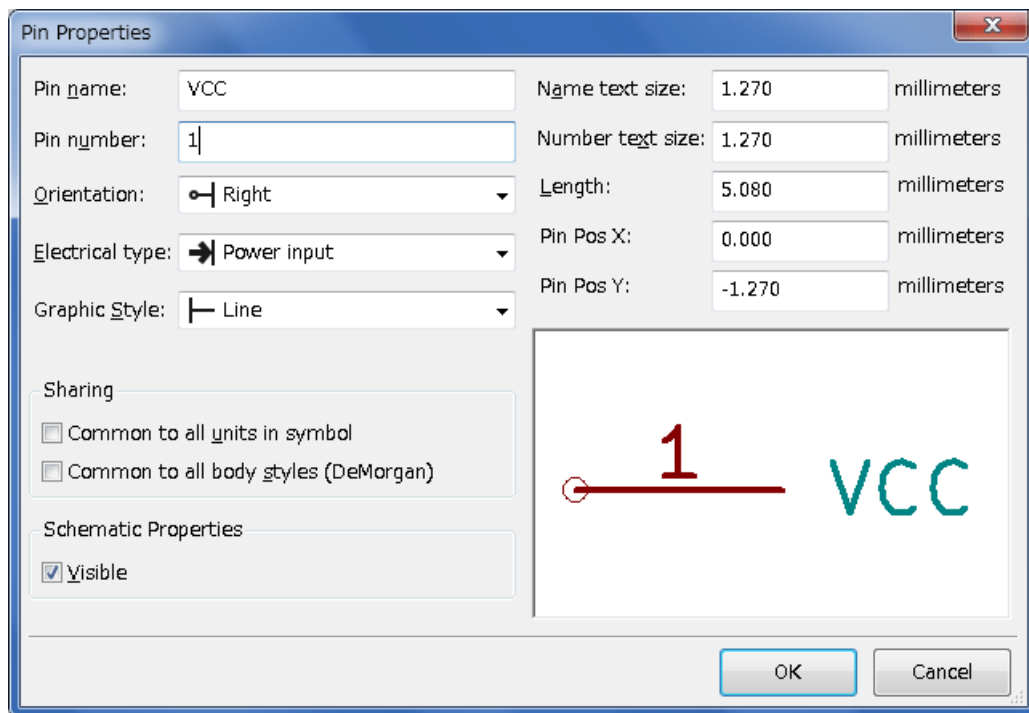 Pin Properties
Pin name: VCC
Pin number: 1
Orientation: Right
Electrical type: Power input
Graphic Style: Line
Name text size: 1.270 millimeters
Number text size: 1.270 millimeters
Length: 5.080 millimeters
Pin Pos X: 0.000 millimeters
Pin Pos Y: -1.270 millimeters
Sharing
Common to all units in symbol
Common to all body styles (DeMorgan)
Schematic Properties
Visible
1
VCC
OK Cancel